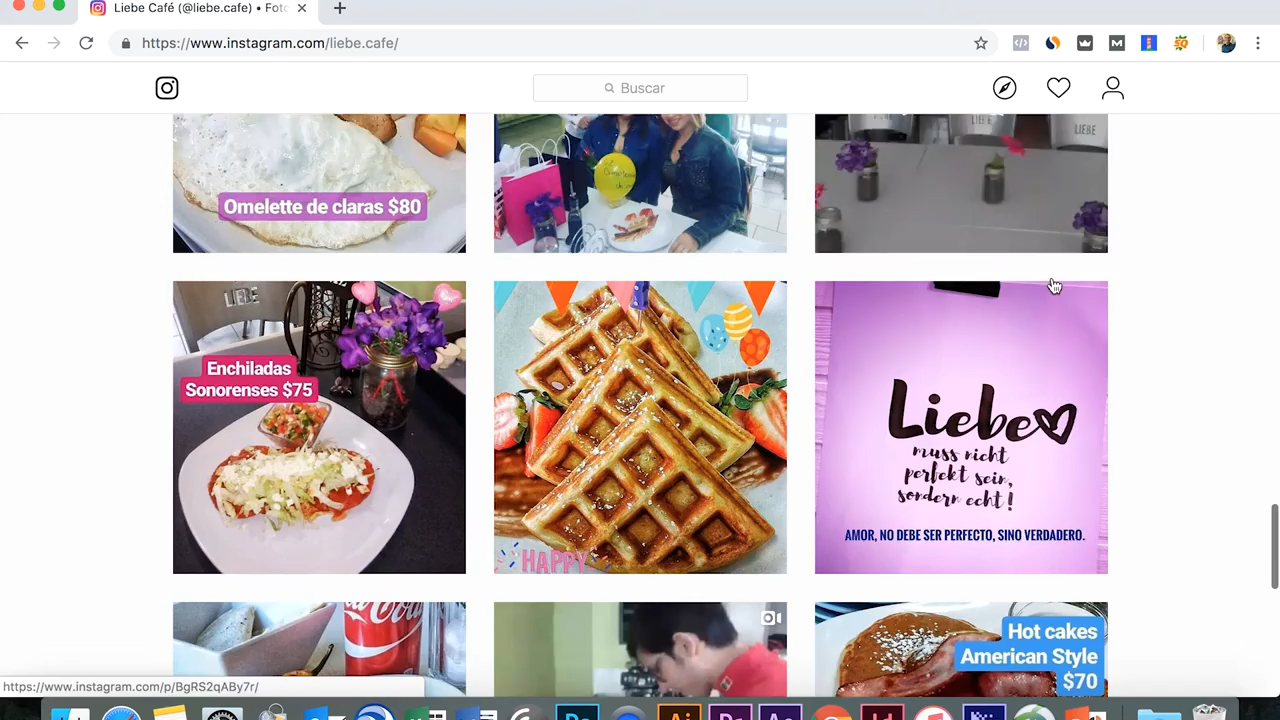 Liebe Café (@liebe.cafe) • Fot
https://www.instagram.com/liebe.cafe/
Buscar
LIEBE
Omelette de claras $80
LIEBE
Enchiladas
Sonorenses $75
Liebe
muss nicht
perfekt sein,
sondern echt!
AMOR, NO DEBE SER PERFECTO, SINO VERDADERO.
HAPPY
Coca
Hot cakes
American Style
$70
https://www.instagram.com/p/BgRS2qABy7r/